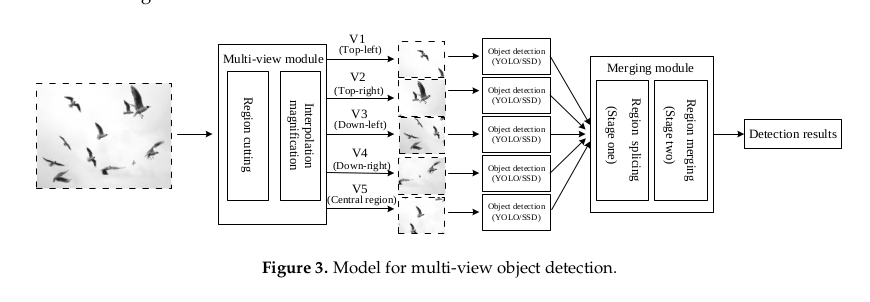 Multi-view module
Region cutting
Interpolation
magnification
V1
(Top-left)
V2
(Top-right)
V3
(Down-left)
V4
(Down-right)
V5
(Central region)
Object detection
(YOLO/SSD)
Object detection
(YOLO/SSD)
Object detection
(YOLO/SSD)
Object detection
(YOLO/SSD)
Object detection
(YOLO/SSD)
Merging module
Region splicing
(Stage one)
Region merging
(Stage two)
Detection results
Figure 3. Model for multi-view object detection.